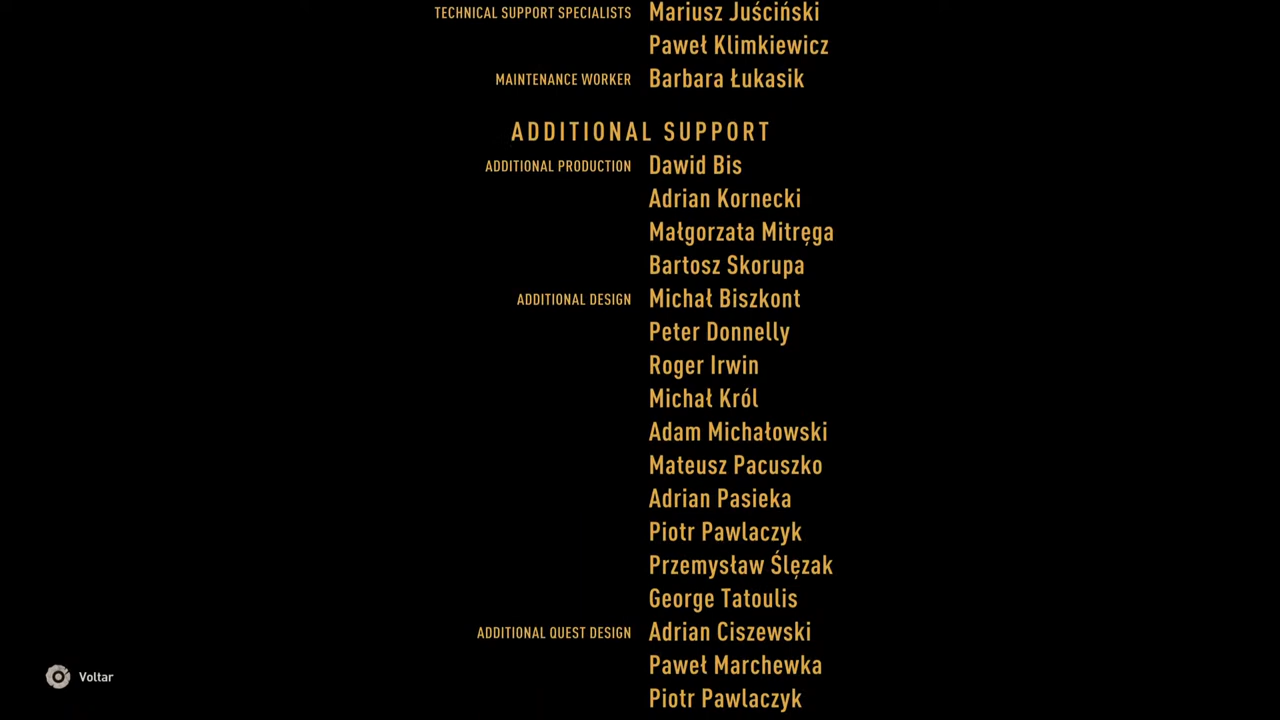 TECHNICAL SUPPORT SPECIALISTS Mariusz Juściński
Paweł Klimkiewicz
MAINTENANCE WORKER Barbara Łukasik
ADDITIONAL SUPPORT
ADDITIONAL PRODUCTION Dawid Bis
Adrian Kornecki
Małgorzata Mitręga
Bartosz Skorupa
ADDITIONAL DESIGN Michał Biszkont
Peter Donnelly
Roger Irwin
Michał Król
Adam Michałowski
Mateusz Pacuszko
Adrian Pasieka
Piotr Pawlaczyk
Przemysław Ślęzak
George Tatoulis
ADDITIONAL QUEST DESIGN Adrian Ciszewski
Paweł Marchewka
Piotr Pawlaczyk
Voltar